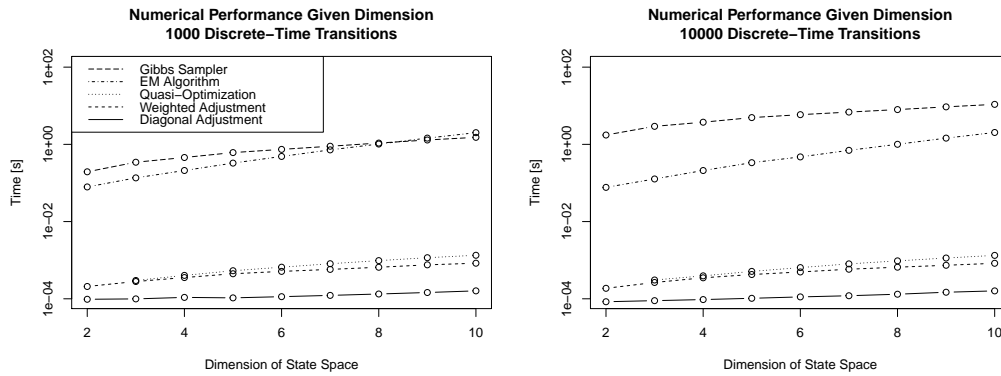 Numerical Performance Given Dimension
1000 Discrete−Time Transitions
Time [s]
1e+02
1e+00
1e−02
1e−04
Gibbs Sampler
EM Algorithm
Quasi−Optimization
Weighted Adjustment
Diagonal Adjustment
2 4 6 8 10
Dimension of State Space
Numerical Performance Given Dimension
10000 Discrete−Time Transitions
Time [s]
1e+02
1e+00
1e−02
1e−04
2 4 6 8 10
Dimension of State Space